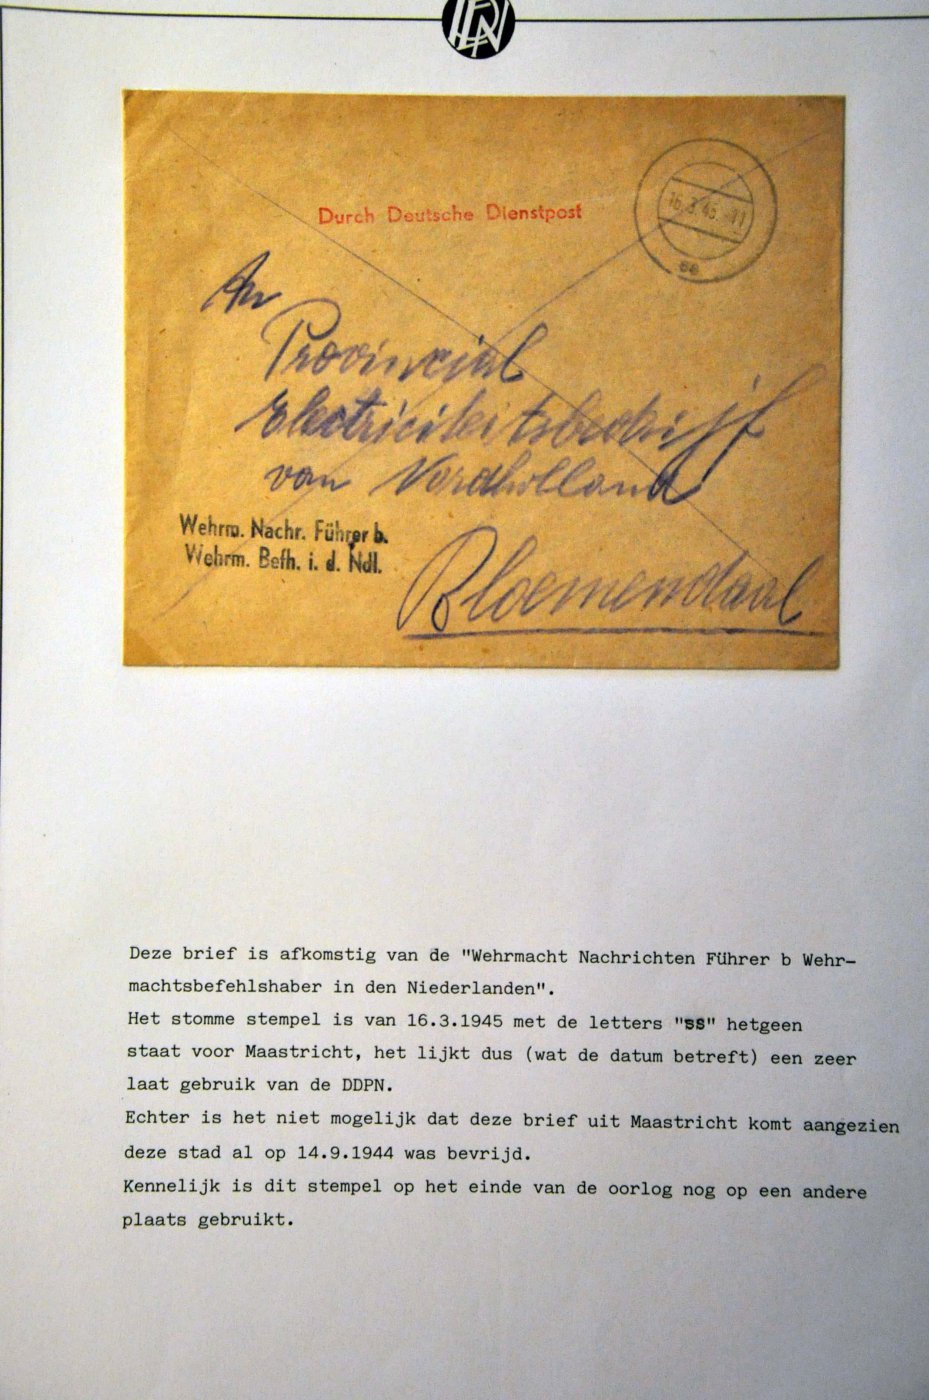 Durch Deutsche Dienstpost
16.3.45
An
Provincial
Electriciteitsbedrijf
van Nordholland
Wehrm. Nachr. Führer b.
Wehrm. Befh. i. d. Ndl.
Bloemendaal
Deze brief is afkomstig van de "Wehrmacht Nachrichten Führer b Wehr-
machtsbefehlshaber in den Niederlanden".
Het stomme stempel is van 16.3.1945 met de letters "ss" hetgeen
staat voor Maastricht, het lijkt dus (wat de datum betreft) een zeer
laat gebruik van de DDPN.
Echter is het niet mogelijk dat deze brief uit Maastricht komt aangezien
deze stad al op 14.9.1944 was bevrijd.
Kennelijk is dit stempel op het einde van de oorlog nog op een andere
plaats gebruikt.